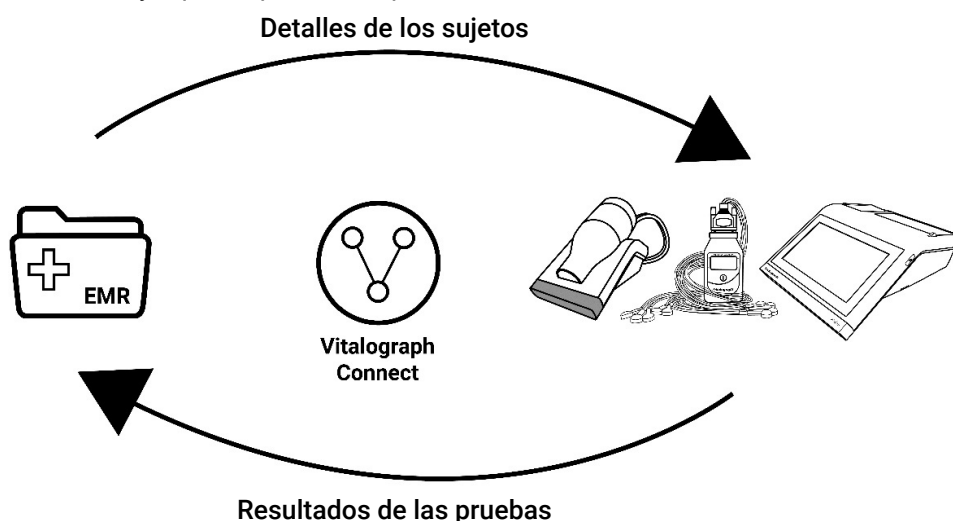 Detalles de los sujetos
EMR
Vitalograph
Connect
Resultados de las pruebas